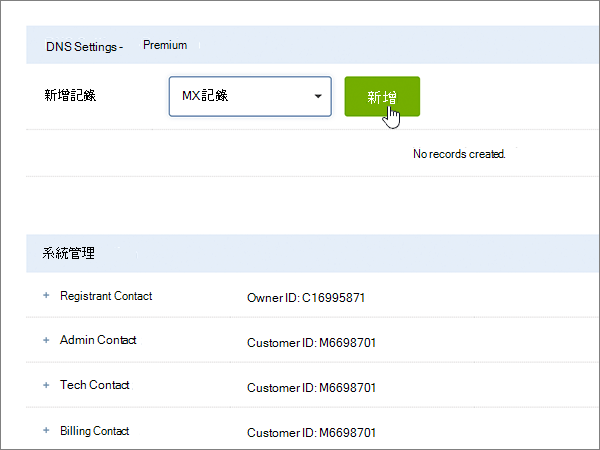 DNS Settings - Premium
新增記錄 MX記錄 新增
No records created.
系統管理
+ Registrant Contact Owner ID: C16995871
+ Admin Contact Customer ID: M6698701
+ Tech Contact Customer ID: M6698701
+ Billing Contact Customer ID: M6698701